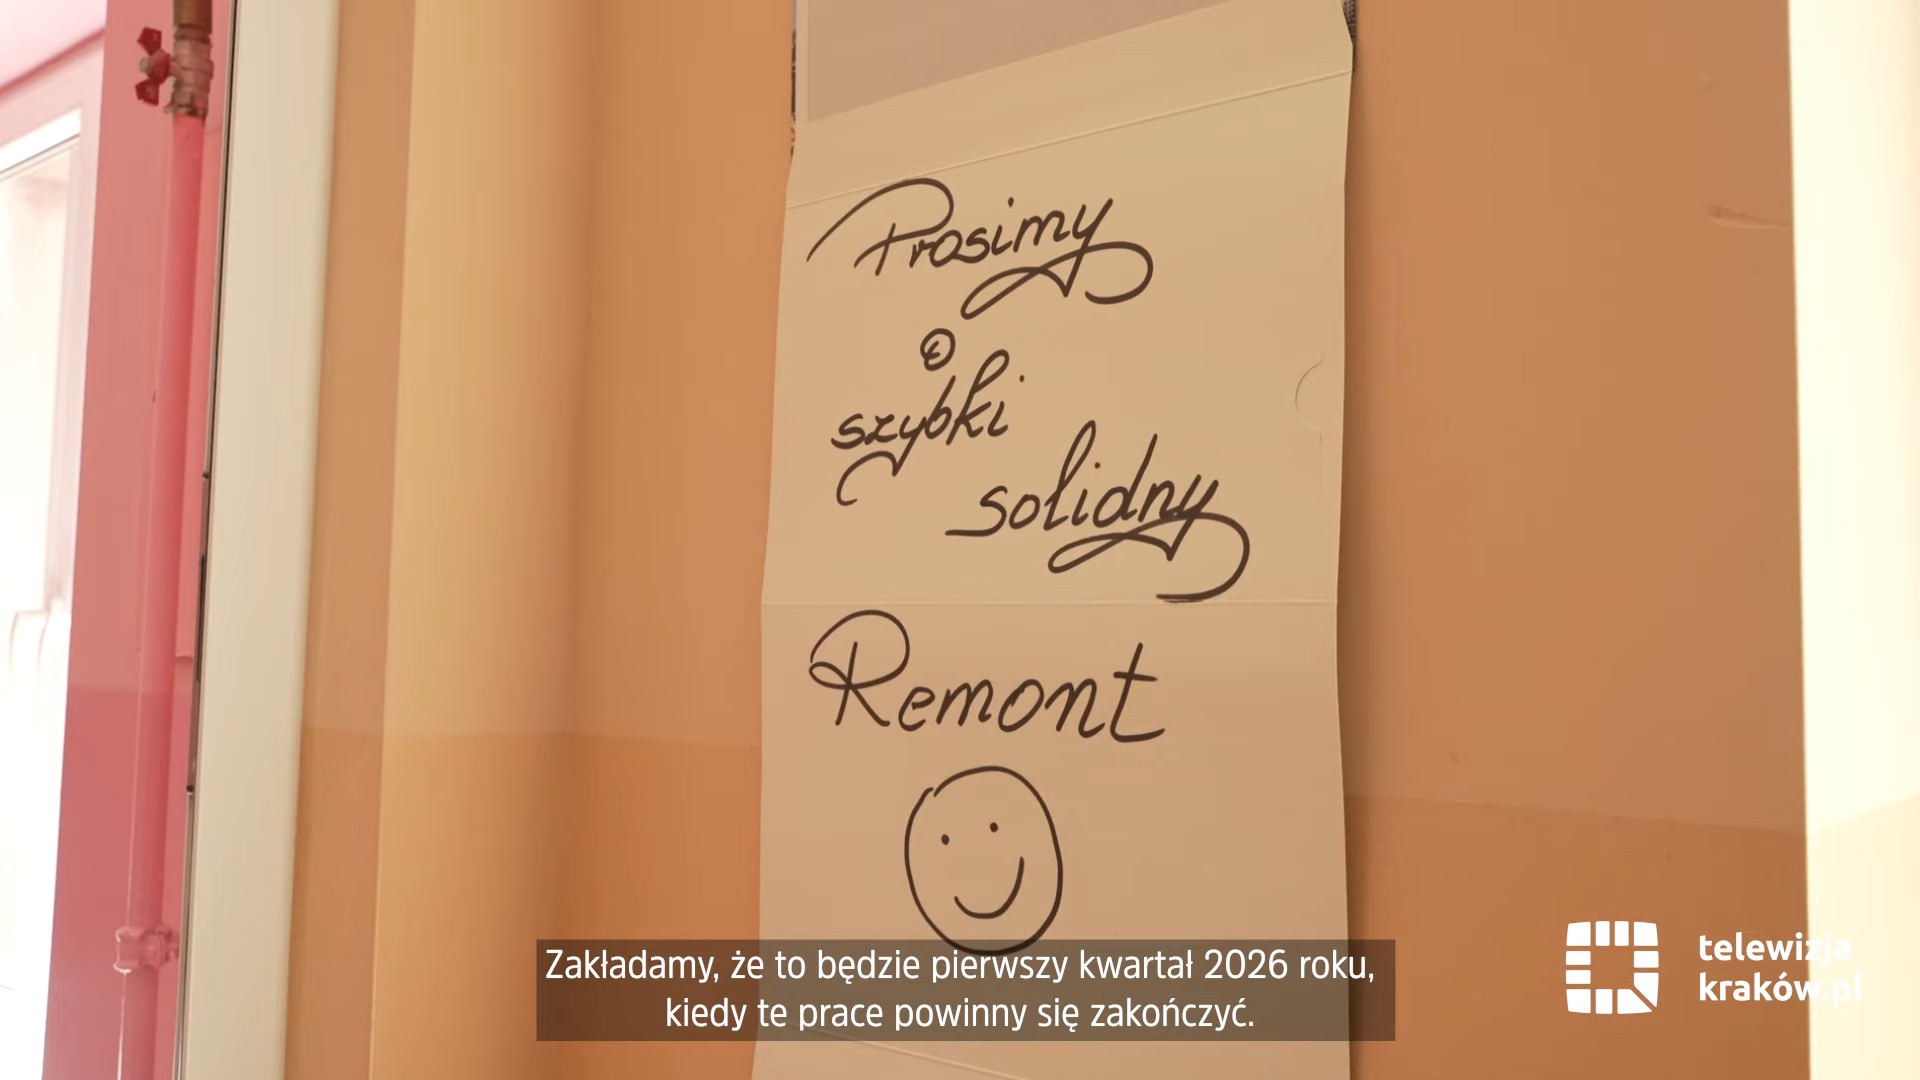 Prosimy
o
szybki
solidny
Remont
Zakładamy, że to będzie pierwszy kwartał 2026 roku,
kiedy te prace powinny się zakończyć.
telewizja
kraków.pl